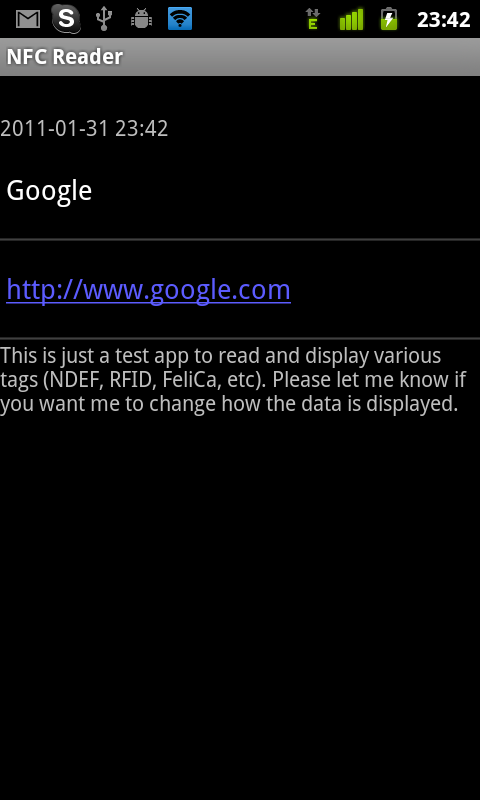 S
E
23:42
NFC Reader
2011-01-31 23:42
Google
http://www.google.com
This is just a test app to read and display various
tags (NDEF, RFID, FeliCa, etc). Please let me know if
you want me to change how the data is displayed.